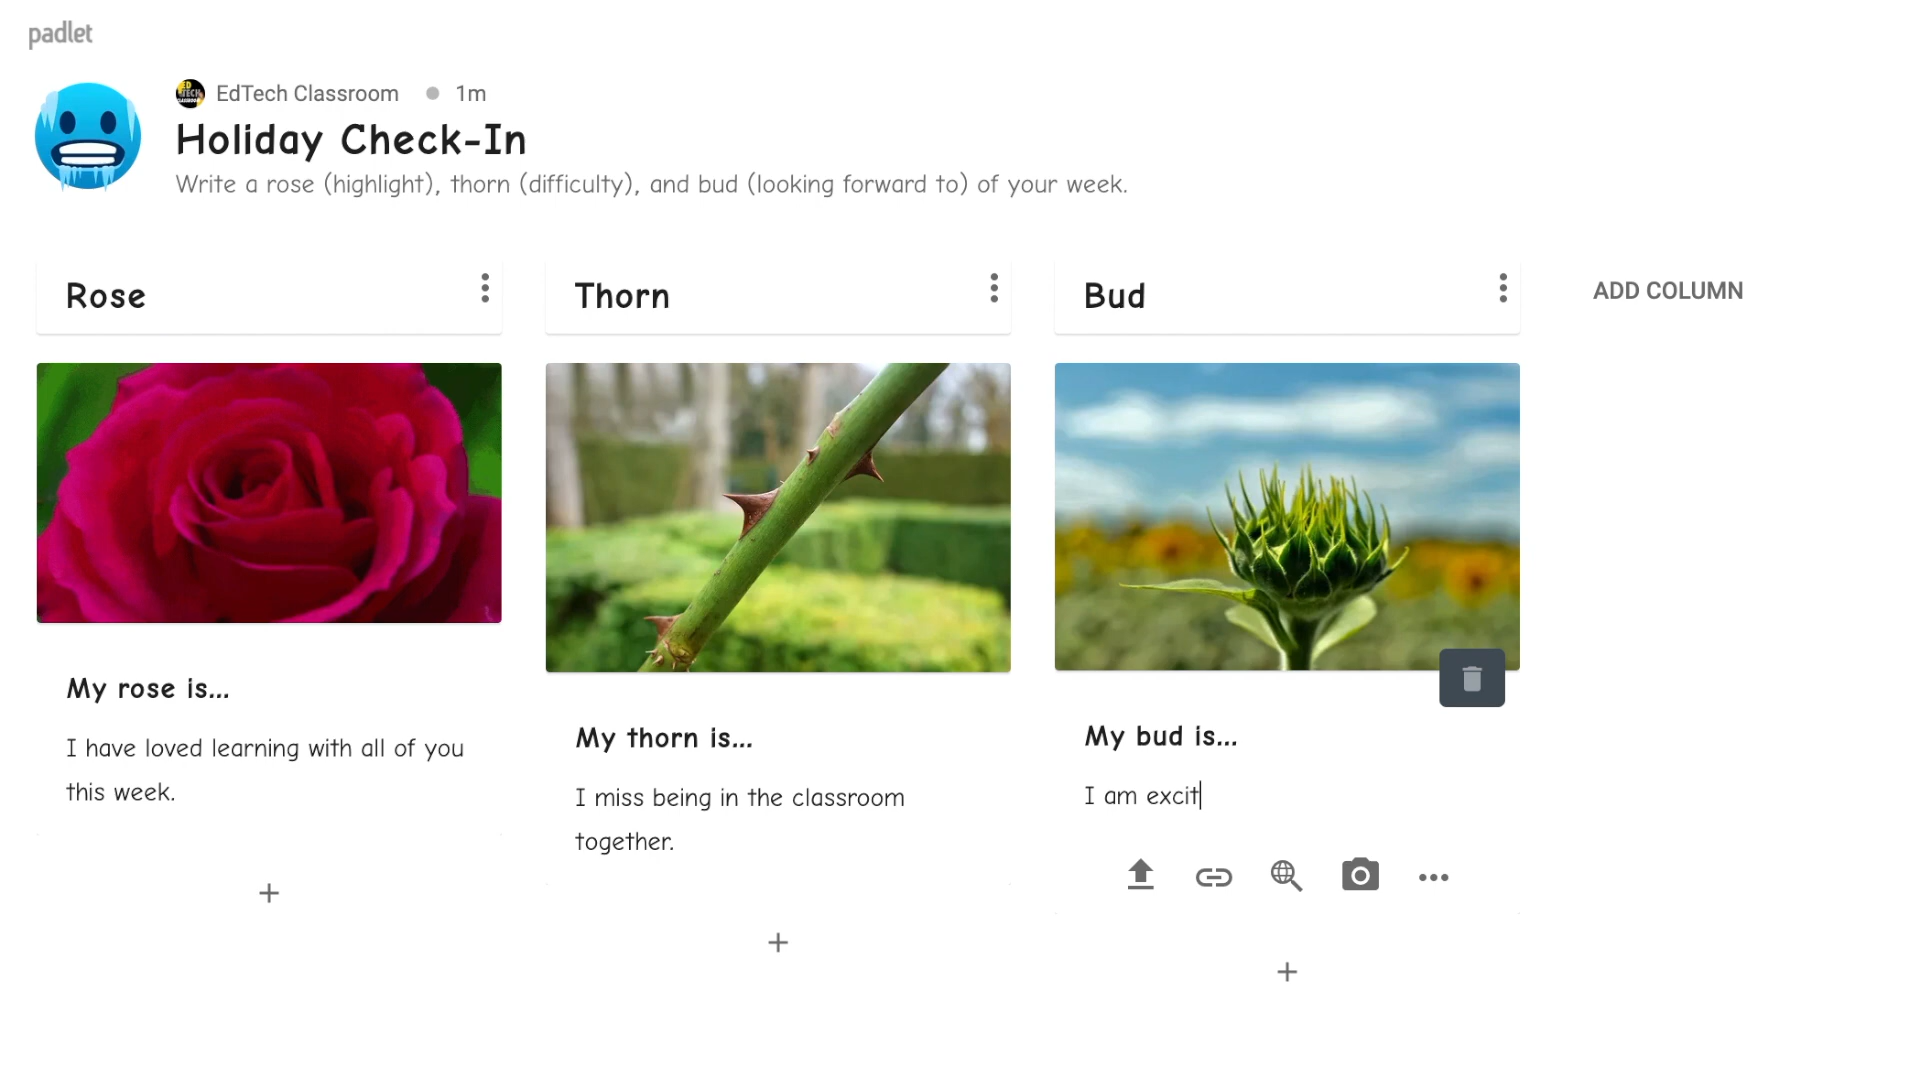 padlet
EdTech Classroom 1m
Holiday Check-In
Write a rose (highlight), thorn (difficulty), and bud (looking forward to) of your week.
Rose
Thorn
Bud
ADD COLUMN
My rose is...
I have loved learning with all of you
this week.
My thorn is...
I miss being in the classroom
together.
My bud is...
I am excit